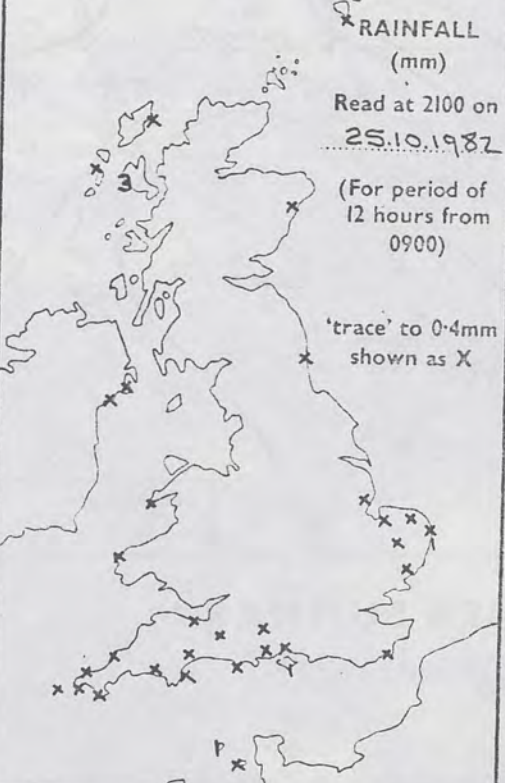 RAINFALL
(mm)
Read at 2100 on
25.10.1982
(For period of
12 hours from
0900)
'trace' to 0·4mm
shown as X
3